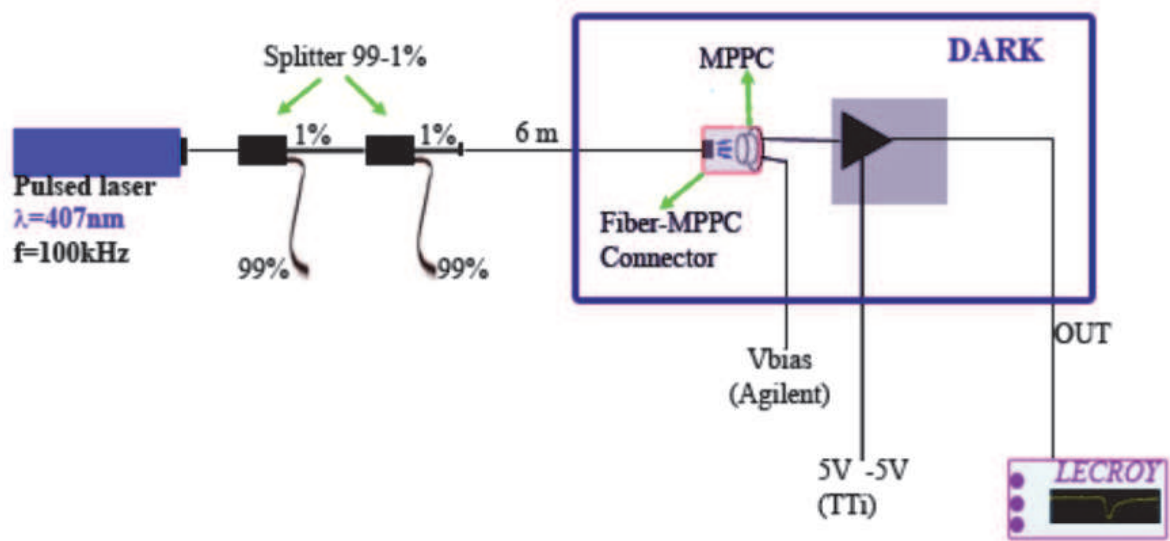 Splitter 99-1%
1%
1%
6 m
MPPC
DARK
Pulsed laser
λ=407nm
f=100kHz
99%
99%
Fiber-MPPC
Connector
Vbias
(Agilent)
OUT
5V -5V
(TTi)
LECROY